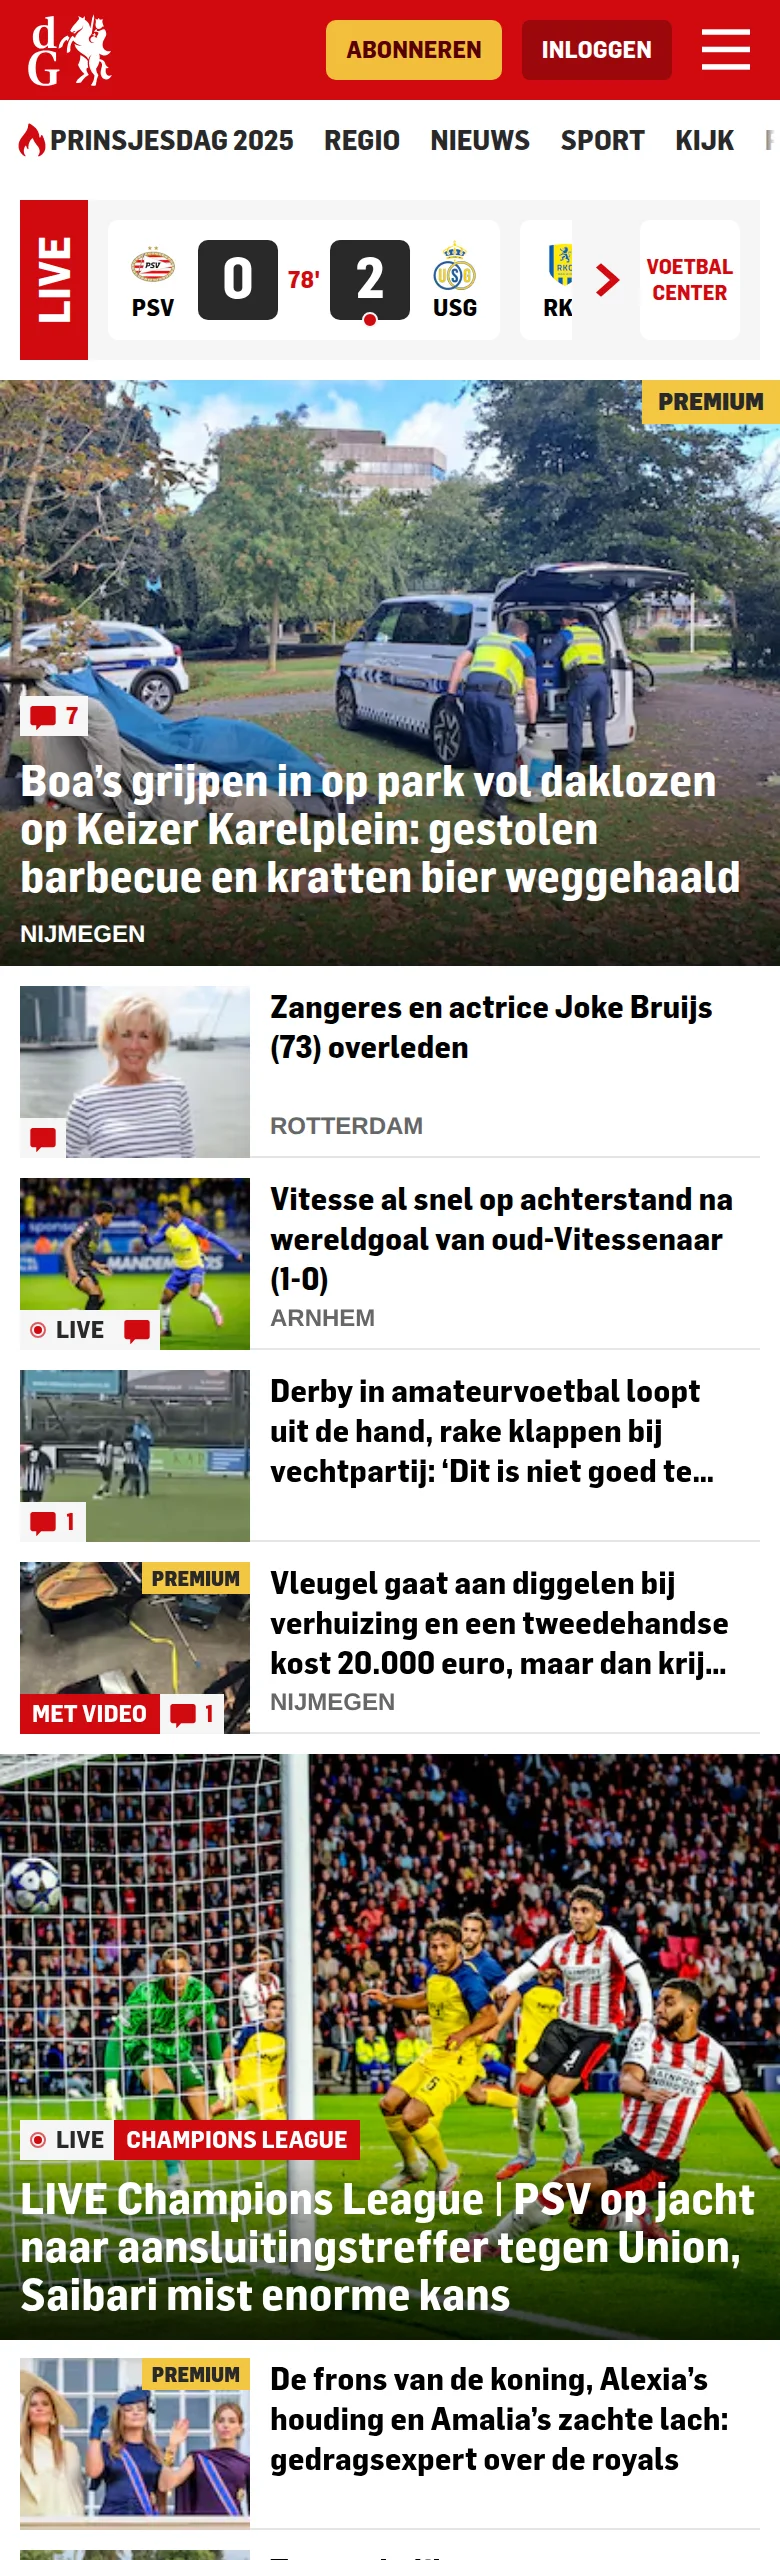 dG
ABONNEREN
INLOGGEN
PRINSJESDAG 2025
REGIO
NIEUWS
SPORT
KIJK
LIVE
PSV
0
78'
2
USG
RK
VOETBAL
CENTER
PREMIUM
7
Boa's grijpen in op park vol daklozen
op Keizer Karelplein: gestolen
barbecue en kratten bier weggehaald
NIJMEGEN
Zangeres en actrice Joke Bruijs
(73) overleden
ROTTERDAM
Vitesse al snel op achterstand na
wereldgoal van oud-Vitessenaar
(1-0)
LIVE
ARNHEM
Derby in amateurvoetbal loopt
uit de hand, rake klappen bij
vechtpartij: ‘Dit is niet goed te...
1
PREMIUM
Vleugel gaat aan diggelen bij
verhuizing en een tweedehandse
kost 20.000 euro, maar dan krij...
MET VIDEO
1
NIJMEGEN
LIVE
CHAMPIONS LEAGUE
LIVE Champions League | PSV op jacht
naar aansluitingstreffer tegen Union,
Saibari mist enorme kans
PREMIUM
De frons van de koning, Alexia’s
houding en Amalia’s zachte lach:
gedragsexpert over de royals